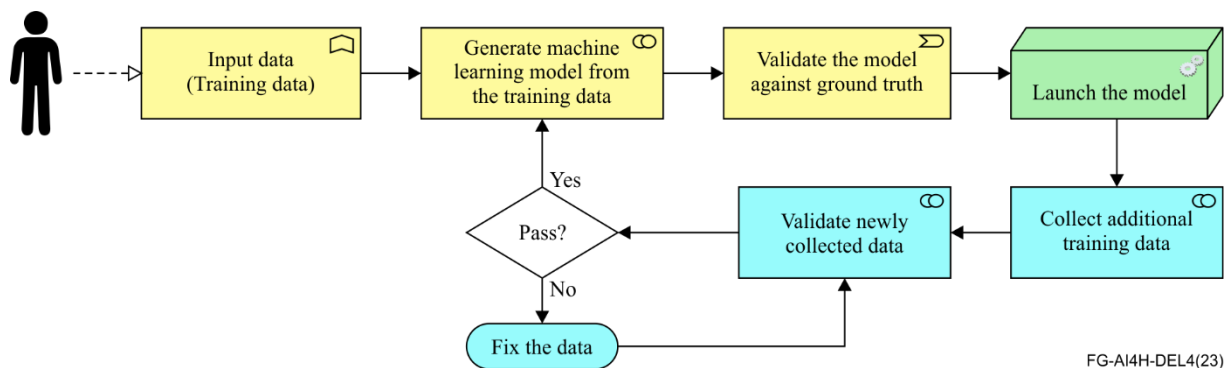 Input data
(Training data)
Generate machine
learning model from
the training data
Validate the model
against ground truth
Launch the model
Yes
Pass?
Validate newly
collected data
Collect additional
training data
No
Fix the data
FG-AI4H-DEL4(23)